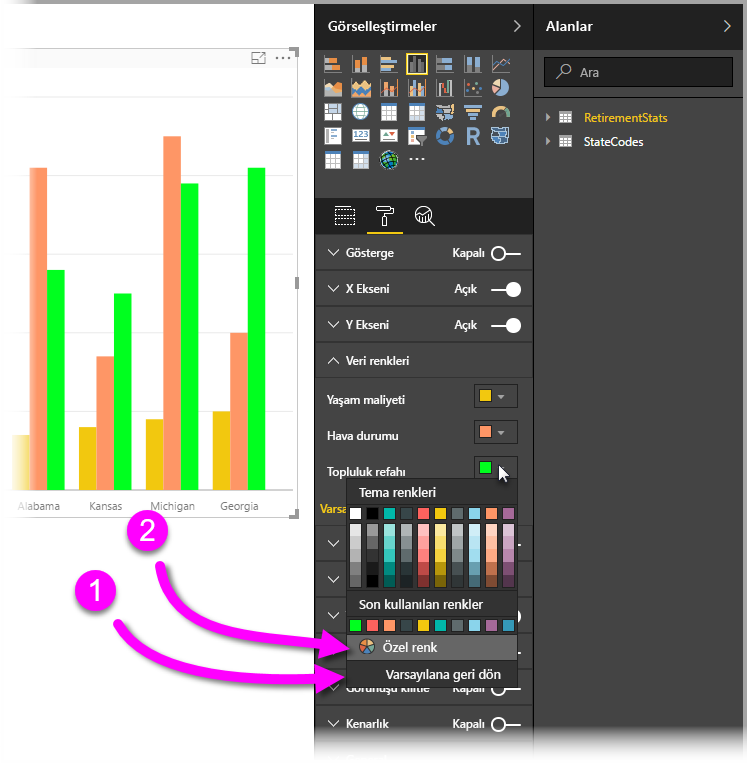 Görselleştirmeler
Alanlar
Ara
RetirementStats
StateCodes
123
R
Gösterge Kapalı
X Ekseni Açık
Y Ekseni Açık
Veri renkleri
Yaşam maliyeti
Hava durumu
Topluluk refahı
Tema renkleri
Varsa
Alabama Kansas Michigan Georgia
2
1
Son kullanılan renkler
Özel renk
Varsayılana geri dön
Görünüşü kilitle Kapalı
Kenarlık Kapalı